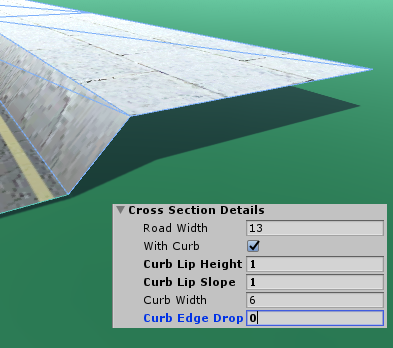 Cross Section Details
Road Width 13
With Curb
Curb Lip Height 1
Curb Lip Slope 1
Curb Width 6
Curb Edge Drop 0